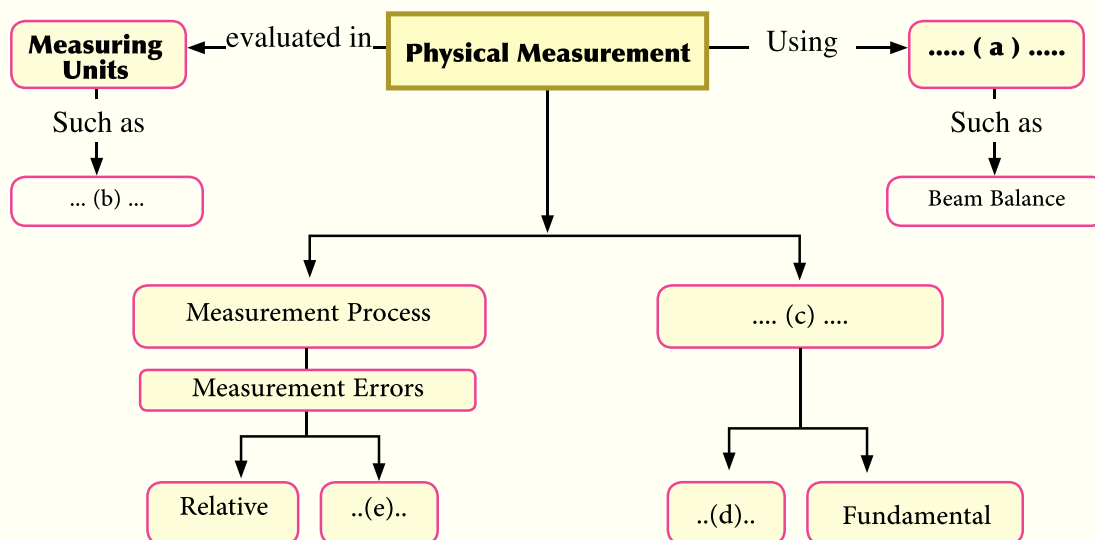 Measuring
Units
evaluated in
Physical Measurement
Using
..... ( a ) .....
Such as
Such as
... (b) ...
Beam Balance
Measurement Process
.... (c) ....
Measurement Errors
Relative
..(e)..
..(d)..
Fundamental